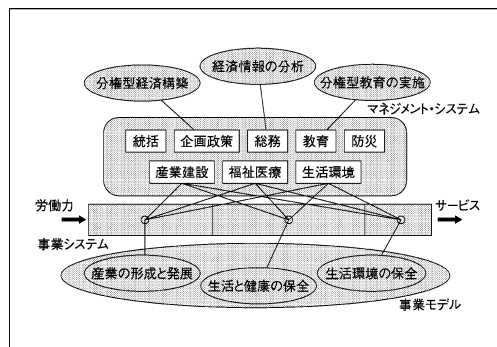 分権型経済構築
経済情報の分析
分権型教育の実施
マネジメント・システム
統括
企画政策
総務
教育
防災
産業建設
福祉医療
生活環境
労働力
サービス
事業システム
産業の形成と発展
生活と健康の保全
生活環境の保全
事業モデル